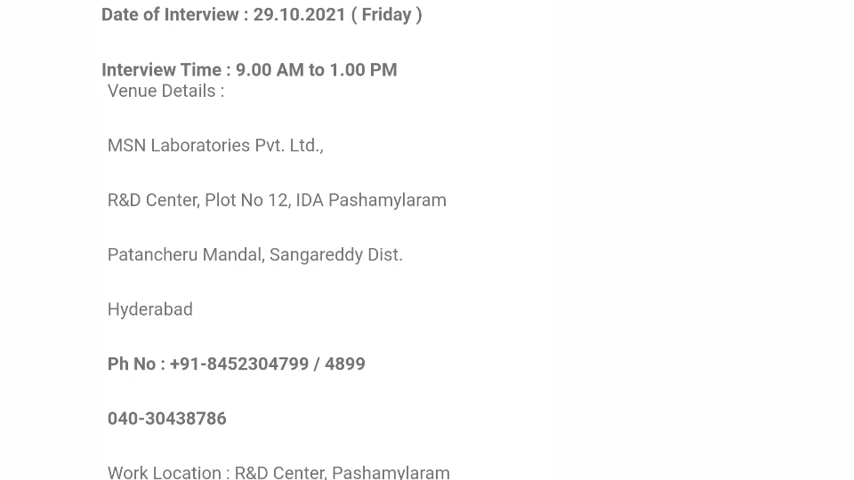 Date of Interview : 29.10.2021 ( Friday )
Interview Time : 9.00 AM to 1.00 PM
Venue Details :
MSN Laboratories Pvt. Ltd.,
R&D Center, Plot No 12, IDA Pashamylaram
Patancheru Mandal, Sangareddy Dist.
Hyderabad
Ph No : +91-8452304799 / 4899
040-30438786
Work Location : R&D Center, Pashamylaram